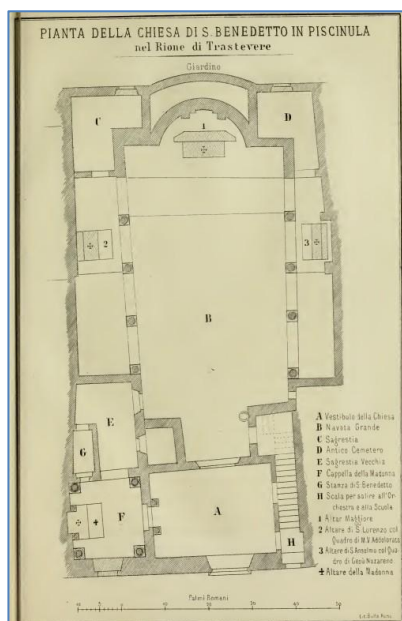 PIANTA DELLA CHIESA DI S. BENEDETTO IN PISCINULA
nel Rione di Trastevere
Giardino
C
1
D
2
3
B
E
G
4
F
A
H
A Vestibulo della Chiesa
B Navata Grande
C Sagrestia
D Antico Cemetero
E Sagrestia Vecchia
F Cappella della Madonna
G Stanza di S. Benedetto
H Scala per salire all'Or-
chestra e alla Scuola
1 Altar Maggiore
2 Altare di S. Lorenzo col
Quadro di M.V. Addolorata
3 Altare di S. Anselmo col Qua-
dro di Gesù Nazareno
4 Altare della Madonna
Palmi Romani
10
20
30
40
50